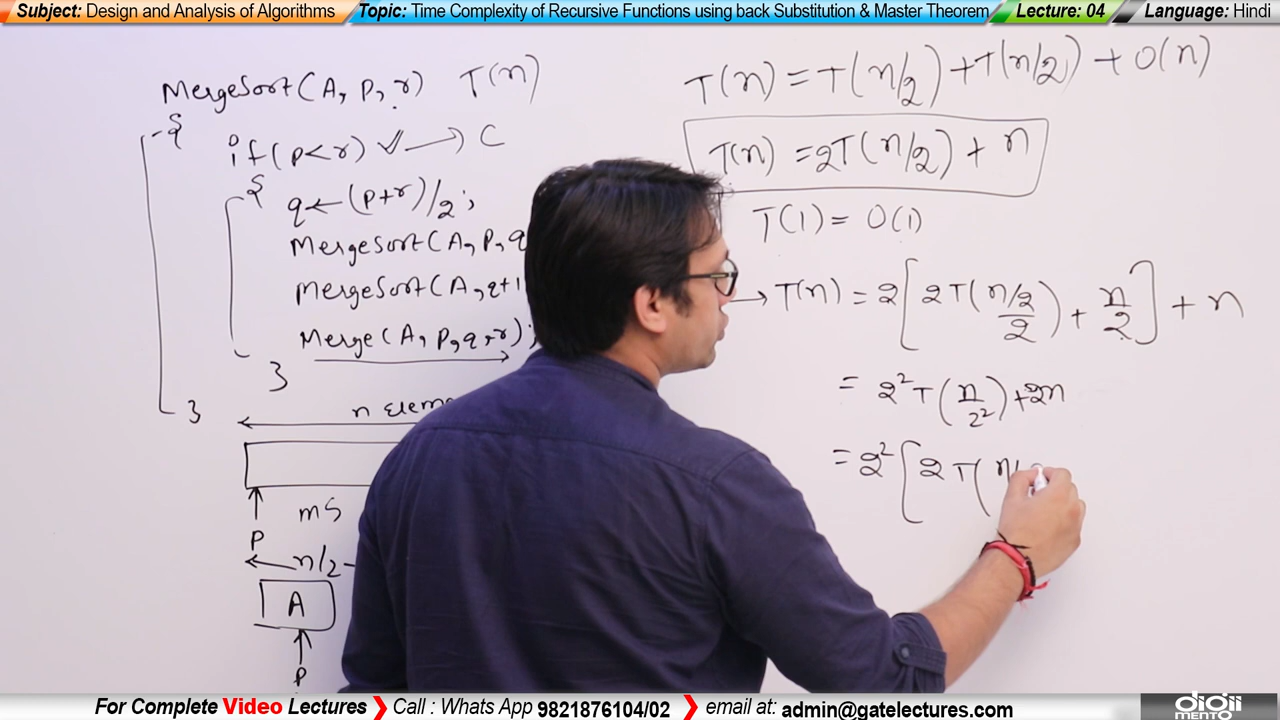 Subject: Design and Analysis of Algorithms Topic: Time Complexity of Recursive Functions using back Substitution & Master Theorem Lecture: 04 Language: Hindi
MergeSort(A, P, r) T(n)
{
if(p<r) ✓ → C
{
q←(p+r)/2;
MergeSort(A, P, q
MergeSort(A, q+1
Merge(A, P, q, r);
}
}
n Elem
P
MS
← n/2 -
A
P
T(n) = T(n/2) + T(n/2) + O(n)
T(n) = 2T(n/2) + n
T(1) = O(1)
→ T(n) = 2[2T((n/2)/2) + n/2] + n
= 2² T(n/2²) + 2n
= 2² [2T(n/
For Complete Video Lectures ❯ Call : Whats App 9821876104/02 ❯ email at: admin@gatelectures.com
digii
MENTO